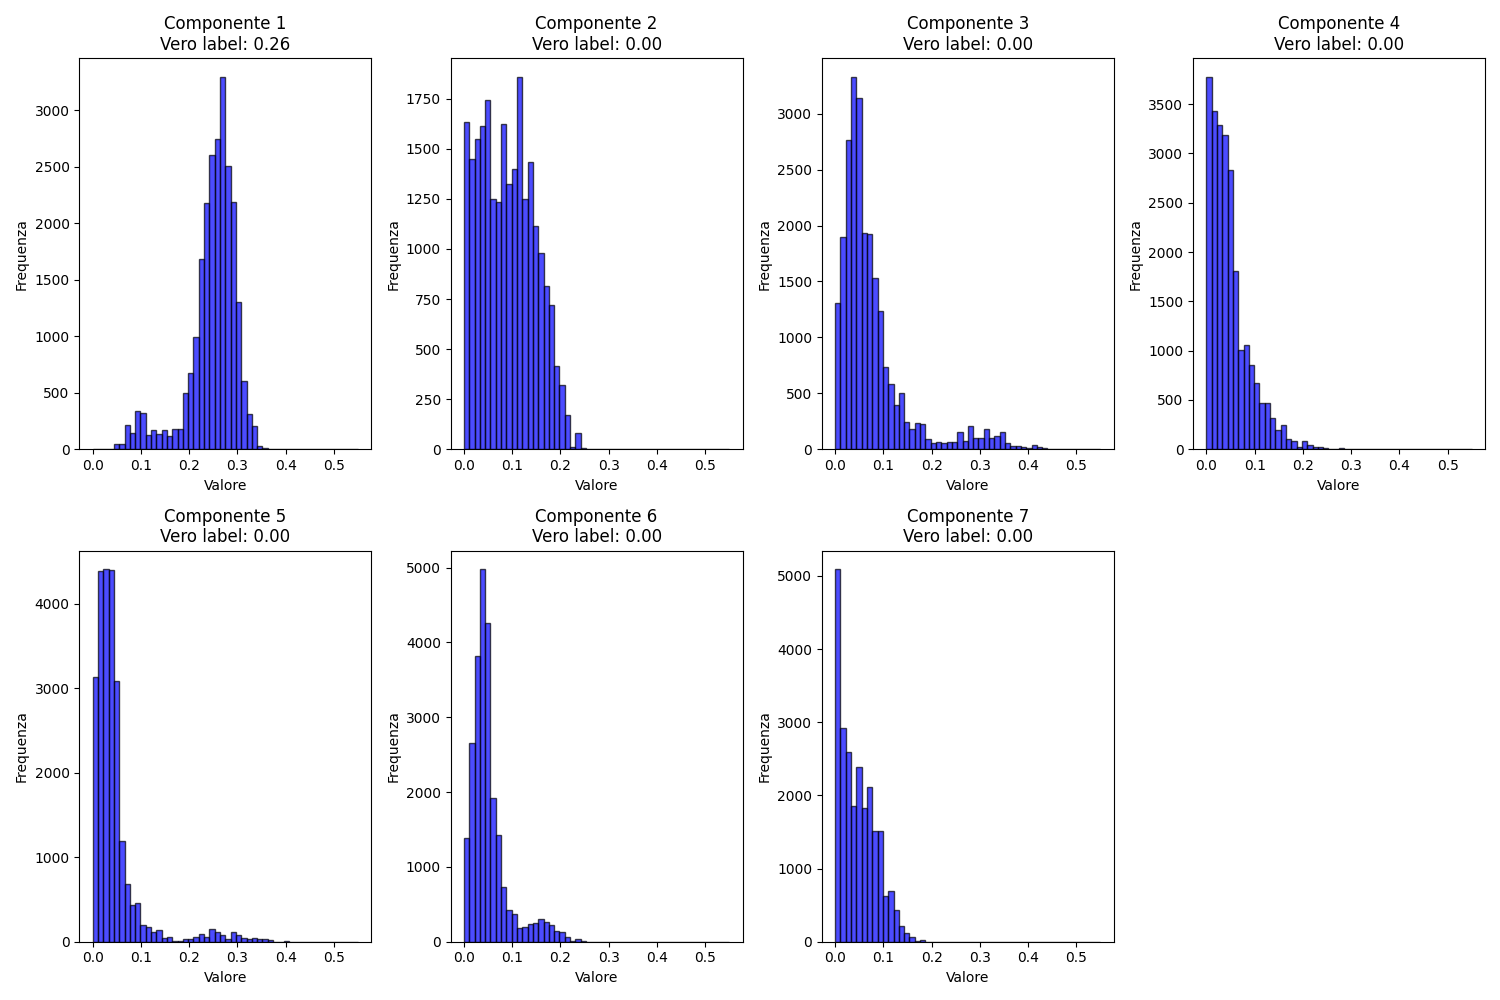 Componente 1
Vero label: 0.26
Frequenza
3000
2500
2000
1500
1000
500
0
0.0 0.1 0.2 0.3 0.4 0.5
Valore
Componente 2
Vero label: 0.00
Frequenza
1750
1500
1250
1000
750
500
250
0
0.0 0.1 0.2 0.3 0.4 0.5
Valore
Componente 3
Vero label: 0.00
Frequenza
3000
2500
2000
1500
1000
500
0
0.0 0.1 0.2 0.3 0.4 0.5
Valore
Componente 4
Vero label: 0.00
Frequenza
3500
3000
2500
2000
1500
1000
500
0
0.0 0.1 0.2 0.3 0.4 0.5
Valore
Componente 5
Vero label: 0.00
Frequenza
4000
3000
2000
1000
0
0.0 0.1 0.2 0.3 0.4 0.5
Valore
Componente 6
Vero label: 0.00
Frequenza
5000
4000
3000
2000
1000
0
0.0 0.1 0.2 0.3 0.4 0.5
Valore
Componente 7
Vero label: 0.00
Frequenza
5000
4000
3000
2000
1000
0
0.0 0.1 0.2 0.3 0.4 0.5
Valore